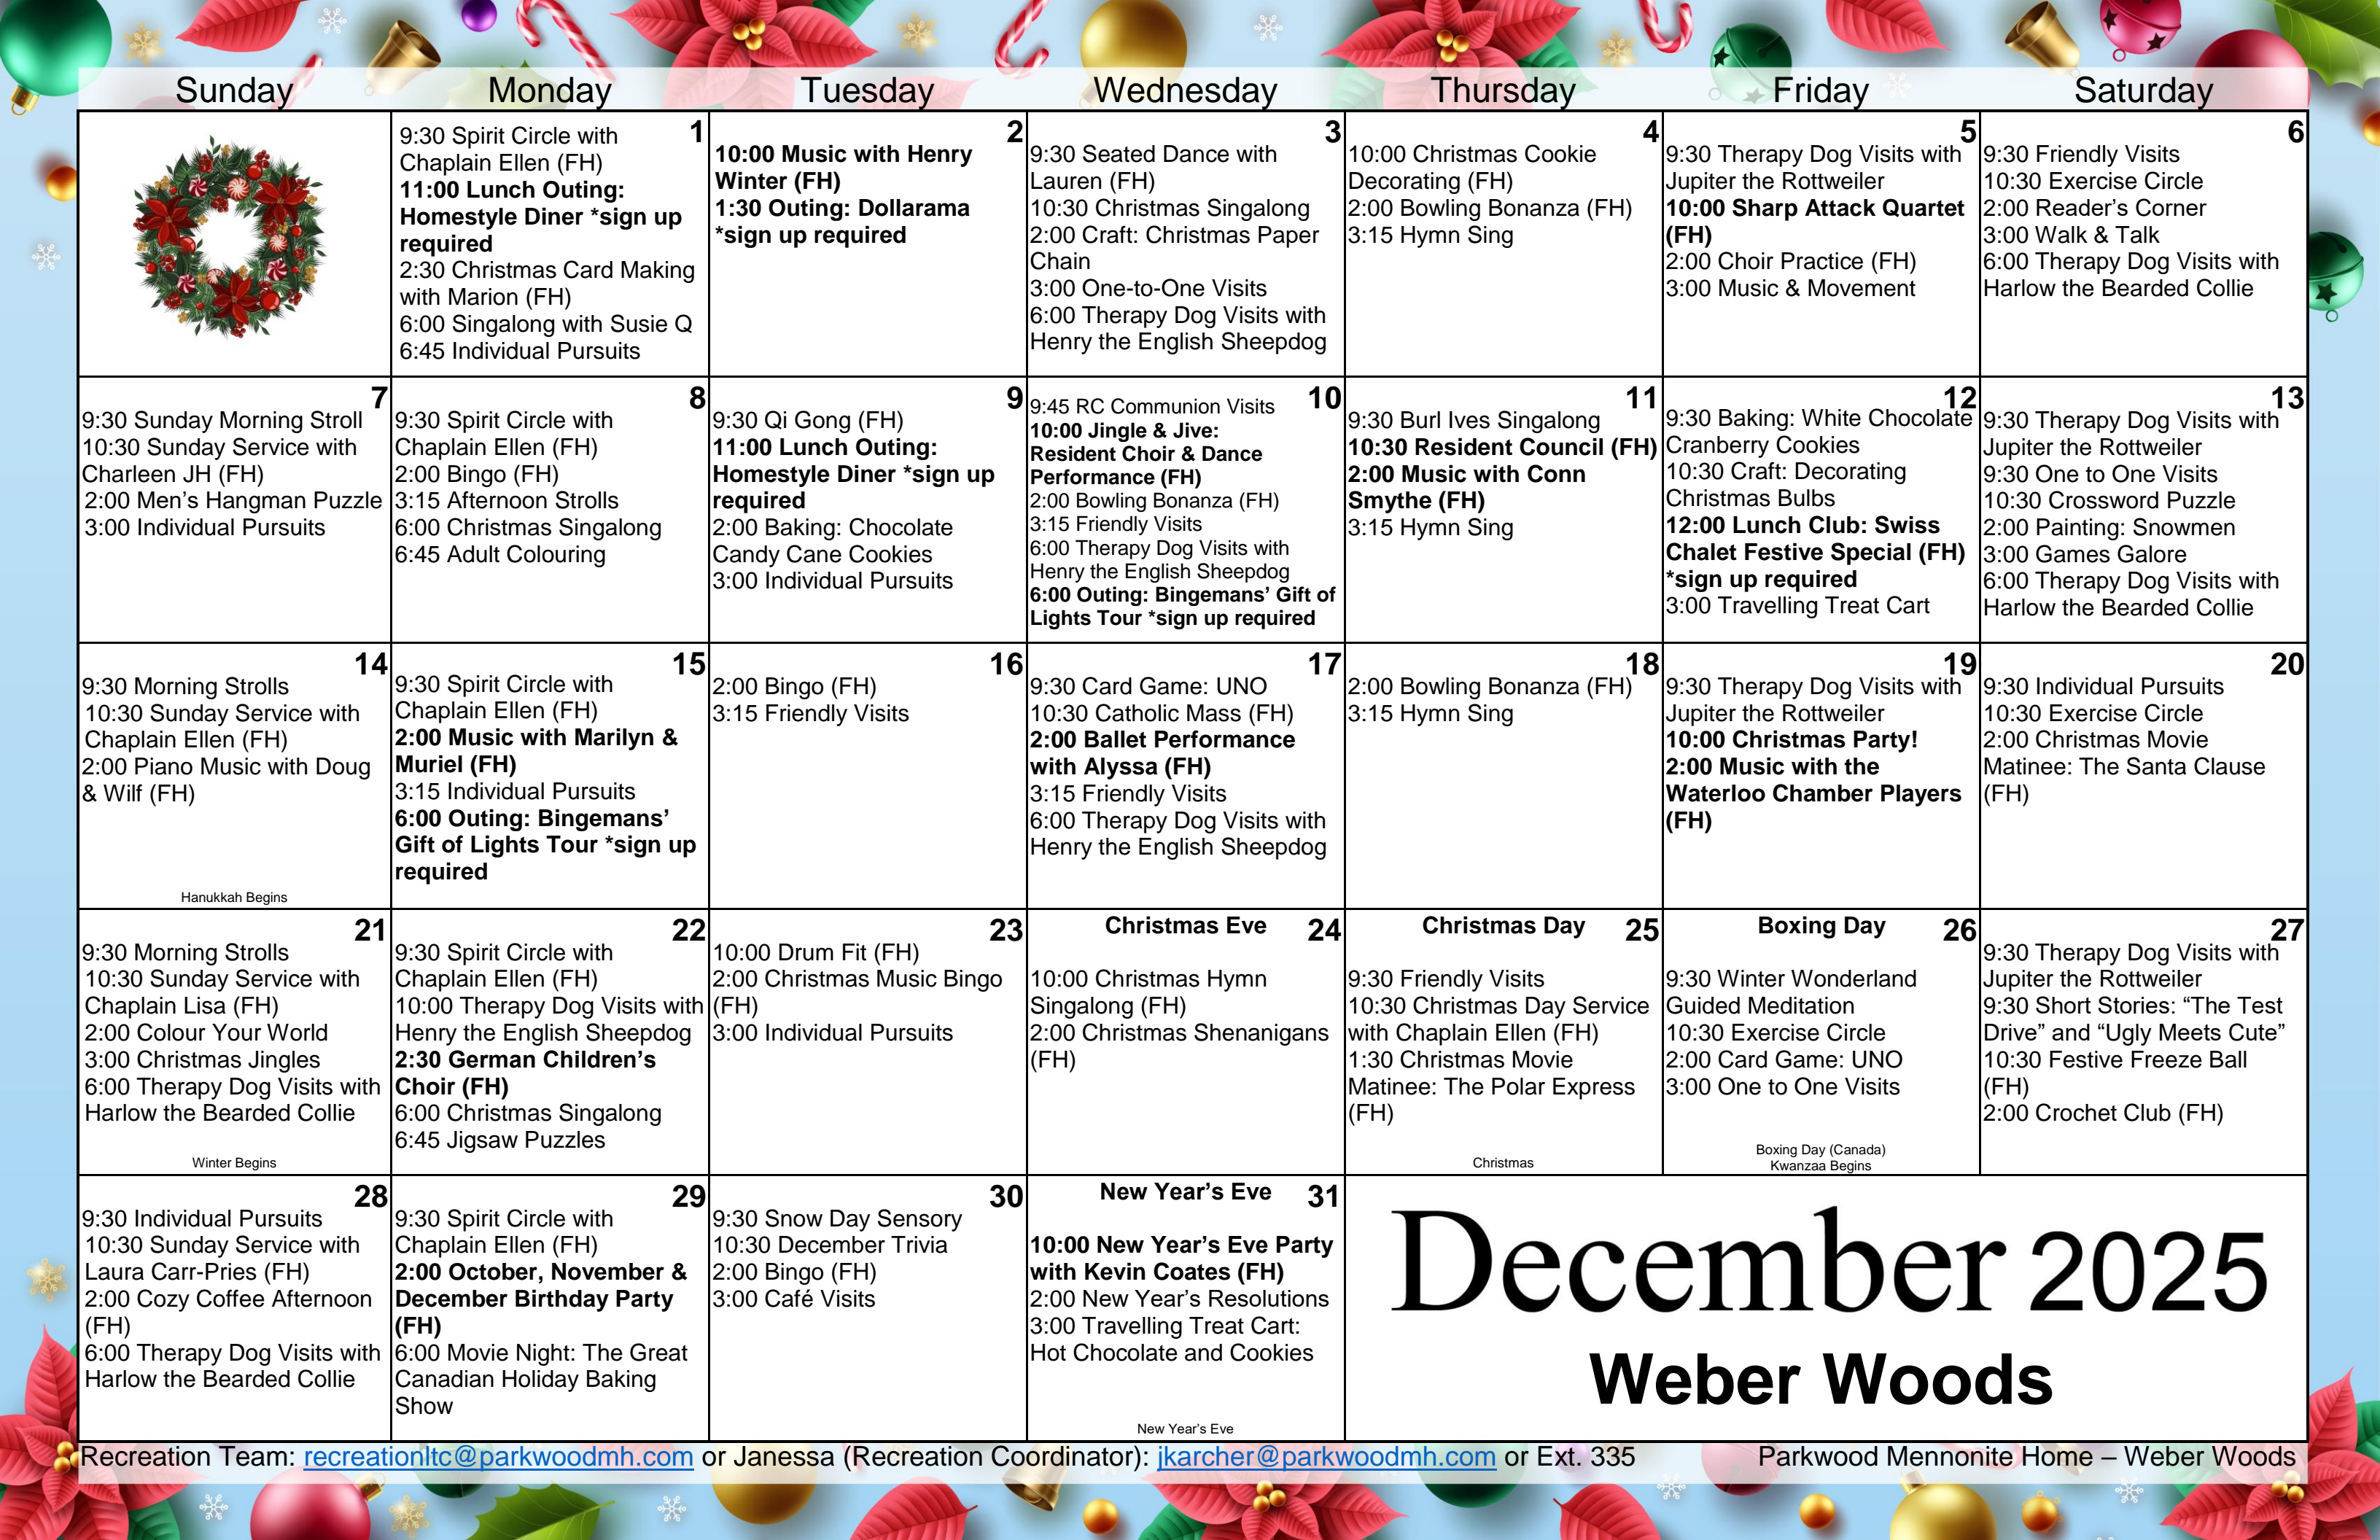 Sunday Monday Tuesday Wednesday Thursday Friday Saturday
1
9:30 Spirit Circle with
Chaplain Ellen (FH)
11:00 Lunch Outing:
Homestyle Diner *sign up
required
2:30 Christmas Card Making
with Marion (FH)
6:00 Singalong with Susie Q
6:45 Individual Pursuits
2
10:00 Music with Henry
Winter (FH)
1:30 Outing: Dollarama
*sign up required
3
9:30 Seated Dance with
Lauren (FH)
10:30 Christmas Singalong
2:00 Craft: Christmas Paper
Chain
3:00 One-to-One Visits
6:00 Therapy Dog Visits with
Henry the English Sheepdog
4
10:00 Christmas Cookie
Decorating (FH)
2:00 Bowling Bonanza (FH)
3:15 Hymn Sing
5
9:30 Therapy Dog Visits with
Jupiter the Rottweiler
10:00 Sharp Attack Quartet
(FH)
2:00 Choir Practice (FH)
3:00 Music & Movement
6
9:30 Friendly Visits
10:30 Exercise Circle
2:00 Reader’s Corner
3:00 Walk & Talk
6:00 Therapy Dog Visits with
Harlow the Bearded Collie
7
9:30 Sunday Morning Stroll
10:30 Sunday Service with
Charleen JH (FH)
2:00 Men’s Hangman Puzzle
3:00 Individual Pursuits
8
9:30 Spirit Circle with
Chaplain Ellen (FH)
2:00 Bingo (FH)
3:15 Afternoon Strolls
6:00 Christmas Singalong
6:45 Adult Colouring
9
9:30 Qi Gong (FH)
11:00 Lunch Outing:
Homestyle Diner *sign up
required
2:00 Baking: Chocolate
Candy Cane Cookies
3:00 Individual Pursuits
10
9:45 RC Communion Visits
10:00 Jingle & Jive:
Resident Choir & Dance
Performance (FH)
2:00 Bowling Bonanza (FH)
3:15 Friendly Visits
6:00 Therapy Dog Visits with
Henry the English Sheepdog
6:00 Outing: Bingemans’ Gift of
Lights Tour *sign up required
11
9:30 Burl Ives Singalong
10:30 Resident Council (FH)
2:00 Music with Conn
Smythe (FH)
3:15 Hymn Sing
12
9:30 Baking: White Chocolate
Cranberry Cookies
10:30 Craft: Decorating
Christmas Bulbs
12:00 Lunch Club: Swiss
Chalet Festive Special (FH)
*sign up required
3:00 Travelling Treat Cart
13
9:30 Therapy Dog Visits with
Jupiter the Rottweiler
9:30 One to One Visits
10:30 Crossword Puzzle
2:00 Painting: Snowmen
3:00 Games Galore
6:00 Therapy Dog Visits with
Harlow the Bearded Collie
14
9:30 Morning Strolls
10:30 Sunday Service with
Chaplain Ellen (FH)
2:00 Piano Music with Doug
& Wilf (FH)
Hanukkah Begins
15
9:30 Spirit Circle with
Chaplain Ellen (FH)
2:00 Music with Marilyn &
Muriel (FH)
3:15 Individual Pursuits
6:00 Outing: Bingemans’
Gift of Lights Tour *sign up
required
16
2:00 Bingo (FH)
3:15 Friendly Visits
17
9:30 Card Game: UNO
10:30 Catholic Mass (FH)
2:00 Ballet Performance
with Alyssa (FH)
3:15 Friendly Visits
6:00 Therapy Dog Visits with
Henry the English Sheepdog
18
2:00 Bowling Bonanza (FH)
3:15 Hymn Sing
19
9:30 Therapy Dog Visits with
Jupiter the Rottweiler
10:00 Christmas Party!
2:00 Music with the
Waterloo Chamber Players
(FH)
20
9:30 Individual Pursuits
10:30 Exercise Circle
2:00 Christmas Movie
Matinee: The Santa Clause
(FH)
21
9:30 Morning Strolls
10:30 Sunday Service with
Chaplain Lisa (FH)
2:00 Colour Your World
3:00 Christmas Jingles
6:00 Therapy Dog Visits with
Harlow the Bearded Collie
Winter Begins
22
9:30 Spirit Circle with
Chaplain Ellen (FH)
10:00 Therapy Dog Visits with
Henry the English Sheepdog
2:30 German Children’s
Choir (FH)
6:00 Christmas Singalong
6:45 Jigsaw Puzzles
23
10:00 Drum Fit (FH)
2:00 Christmas Music Bingo
(FH)
3:00 Individual Pursuits
Christmas Eve 24
10:00 Christmas Hymn
Singalong (FH)
2:00 Christmas Shenanigans
(FH)
Christmas Day 25
9:30 Friendly Visits
10:30 Christmas Day Service
with Chaplain Ellen (FH)
1:30 Christmas Movie
Matinee: The Polar Express
(FH)
Christmas
Boxing Day 26
9:30 Winter Wonderland
Guided Meditation
10:30 Exercise Circle
2:00 Card Game: UNO
3:00 One to One Visits
Boxing Day (Canada)
Kwanzaa Begins
27
9:30 Therapy Dog Visits with
Jupiter the Rottweiler
9:30 Short Stories: “The Test
Drive” and “Ugly Meets Cute”
10:30 Festive Freeze Ball
(FH)
2:00 Crochet Club (FH)
28
9:30 Individual Pursuits
10:30 Sunday Service with
Laura Carr-Pries (FH)
2:00 Cozy Coffee Afternoon
(FH)
6:00 Therapy Dog Visits with
Harlow the Bearded Collie
29
9:30 Spirit Circle with
Chaplain Ellen (FH)
2:00 October, November &
December Birthday Party
(FH)
6:00 Movie Night: The Great
Canadian Holiday Baking
Show
30
9:30 Snow Day Sensory
10:30 December Trivia
2:00 Bingo (FH)
3:00 Café Visits
New Year’s Eve 31
10:00 New Year’s Eve Party
with Kevin Coates (FH)
2:00 New Year’s Resolutions
3:00 Travelling Treat Cart:
Hot Chocolate and Cookies
New Year’s Eve
December 2025
Weber Woods
Recreation Team: recreationltc@parkwoodmh.com or Janessa (Recreation Coordinator): jkarcher@parkwoodmh.com or Ext. 335 Parkwood Mennonite Home – Weber Woods